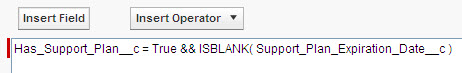 Insert Field Insert Operator
Has_Support_Plan__c = True && ISBLANK( Support_Plan_Expiration_Date__c )